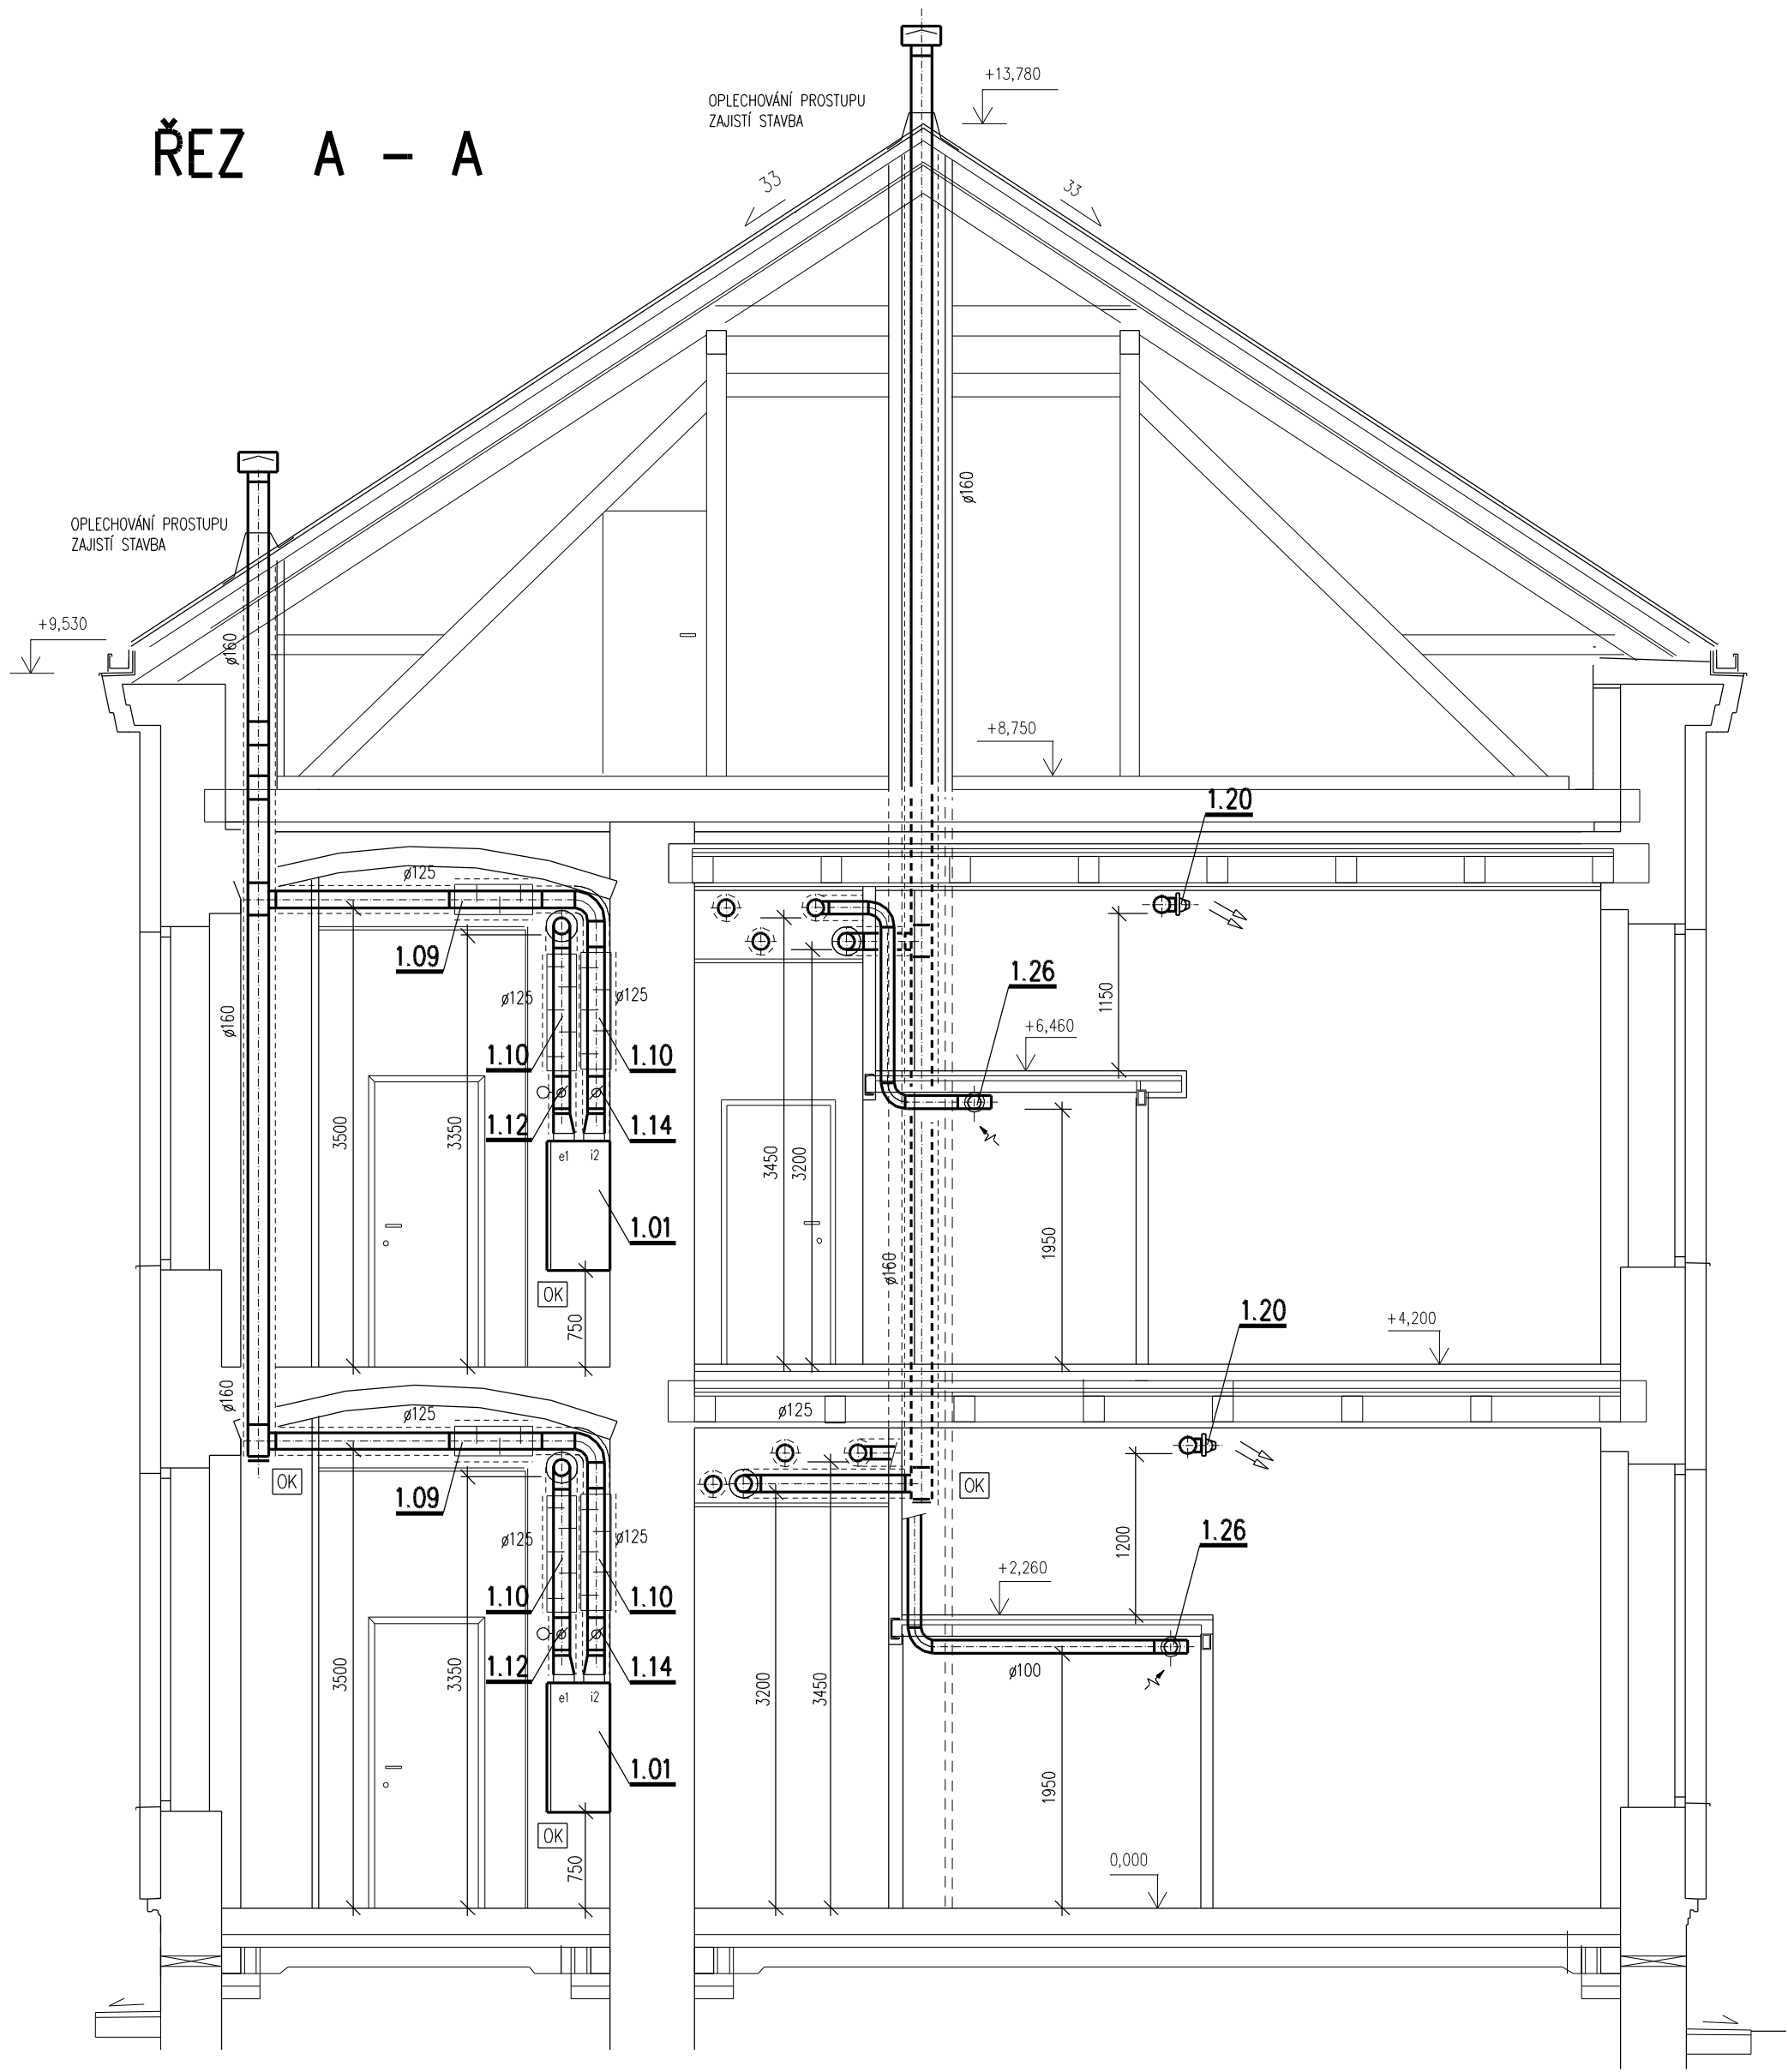 ŘEZ A - A
OPLECHOVÁNÍ PROSTUPU
ZAJISTÍ STAVBA
+13,780
33
33
ø160
OPLECHOVÁNÍ PROSTUPU
ZAJISTÍ STAVBA
+9,530
ø160
+8,750
1.20
ø125
1.09
1.26
ø125
ø125
1150
ø160
+6,460
1.10
1.10
1.12
1.14
3500
3350
e1
i2
3450
3200
1.01
1950
ø160
OK
750
1.20
+4,200
ø160
ø125
ø125
OK
1.09
OK
1.26
ø125
ø125
1200
+2,260
1.10
1.10
1.12
1.14
3500
3350
e1
i2
3200
3450
ø100
1.01
1950
OK
750
0,000